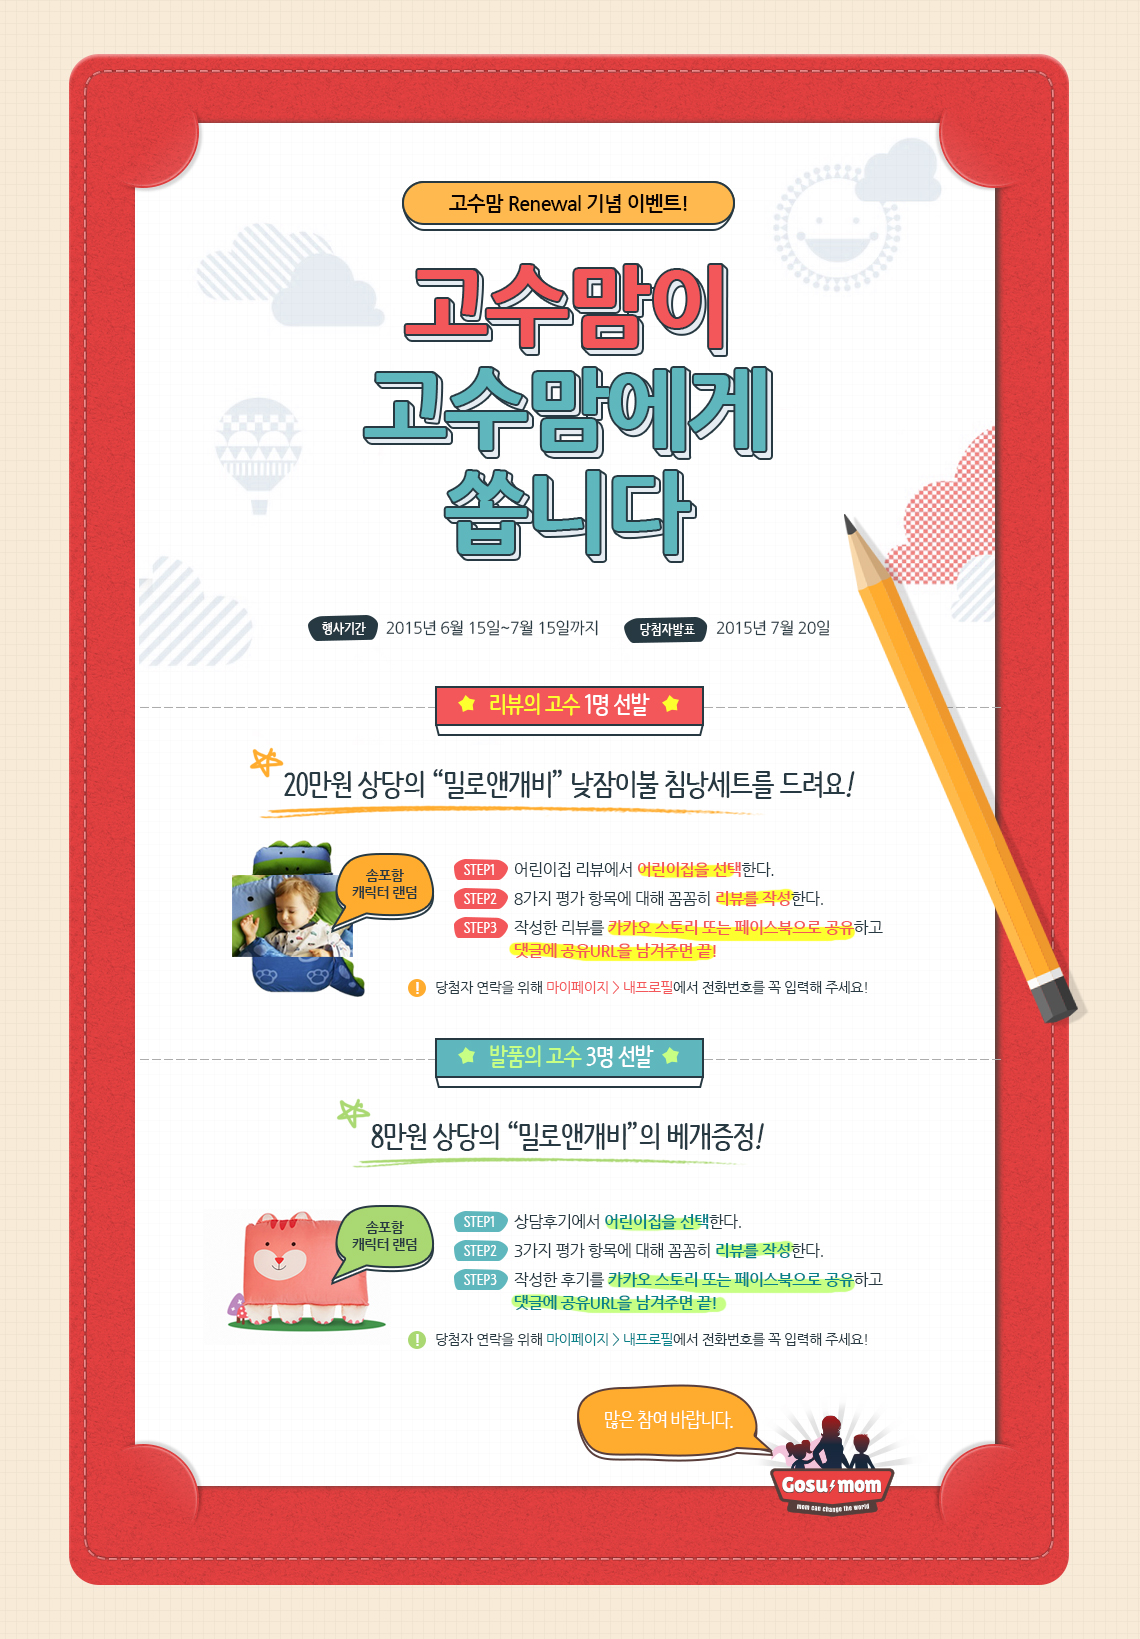 고수맘 Renewal 기념 이벤트!
고수맘이
고수맘에게
쏩니다
행사기간 2015년 6월 15일~7월 15일까지 당첨자발표 2015년 7월 20일
리뷰의 고수 1명 선발
20만원 상당의 “밀로앤개비” 낮잠이불 침낭세트를 드려요!
솜포함
캐릭터 랜덤
STEP1 어린이집 리뷰에서 어린이집을 선택한다.
STEP2 8가지 평가 항목에 대해 꼼꼼히 리뷰를 작성한다.
STEP3 작성한 리뷰를 카카오 스토리 또는 페이스북으로 공유하고
댓글에 공유URL을 남겨주면 끝!
! 당첨자 연락을 위해 마이페이지 > 내프로필에서 전화번호를 꼭 입력해 주세요!
발품의 고수 3명 선발
8만원 상당의 “밀로앤개비”의 베개증정!
솜포함
캐릭터 랜덤
STEP1 상담후기에서 어린이집을 선택한다.
STEP2 3가지 평가 항목에 대해 꼼꼼히 리뷰를 작성한다.
STEP3 작성한 후기를 카카오 스토리 또는 페이스북으로 공유하고
댓글에 공유URL을 남겨주면 끝!
! 당첨자 연락을 위해 마이페이지 > 내프로필에서 전화번호를 꼭 입력해 주세요!
많은 참여 바랍니다.
Gosu mom
mom can change the world